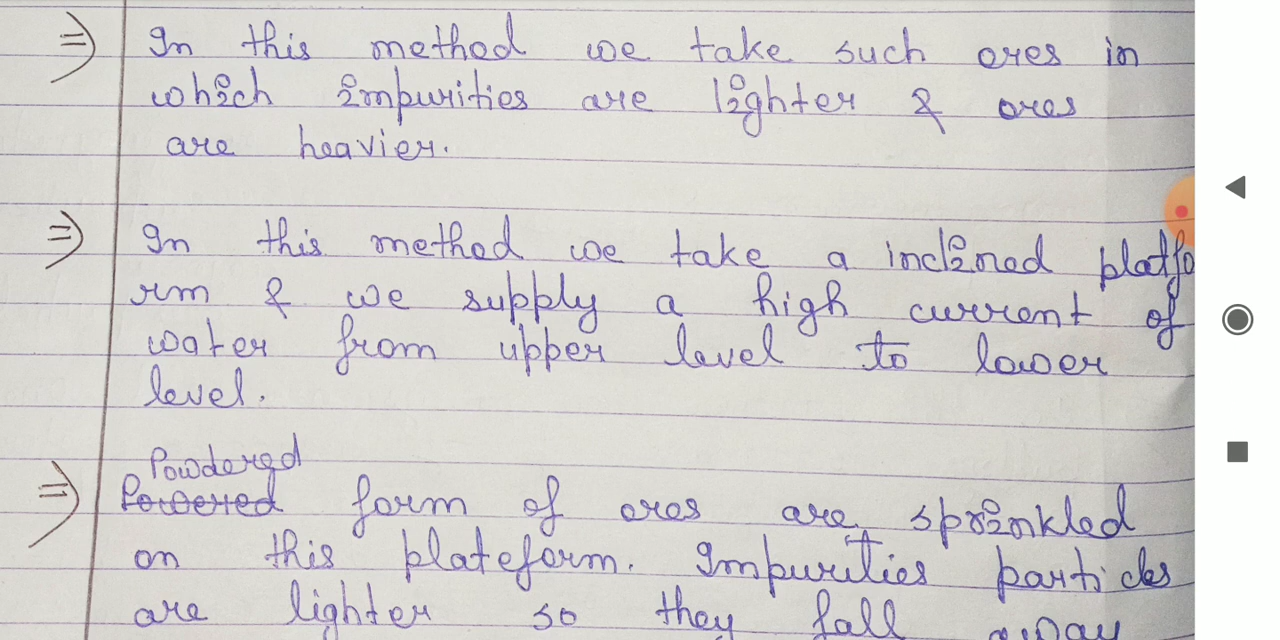 ⇒ In this method we take such ores in
which impurities are lighter & ores
are heavier.
⇒ In this method we take a inclined platfo
rm & we supply a high current of
water from upper level to lower
level.
Powdered
⇒ Powered form of ores are sprinkled
on this plateform. Impurities particles
are lighter so they fall away